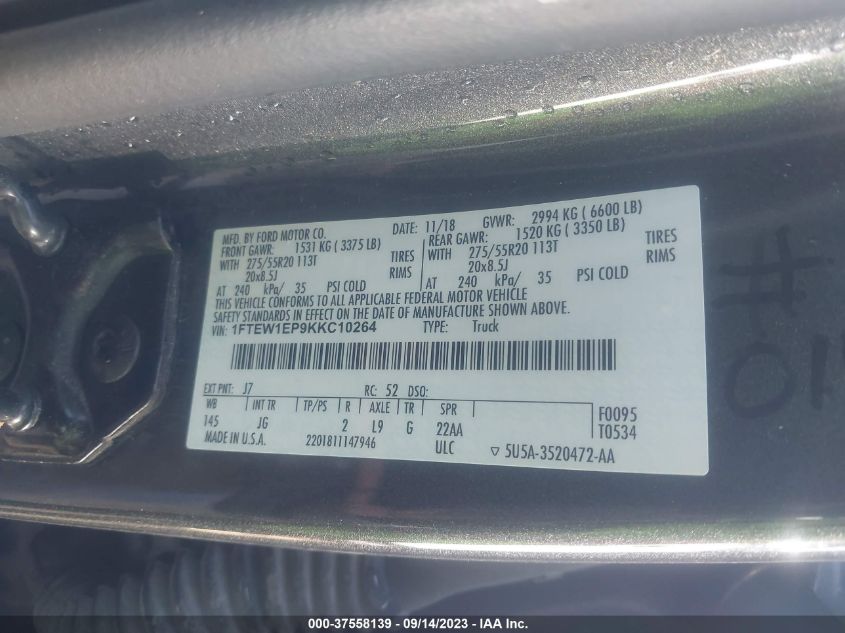 MFD. BY FORD MOTOR CO.
DATE: 11/18 GVWR: 2994 KG ( 6600 LB)
FRONT GAWR: 1531 KG ( 3375 LB)
REAR GAWR: 1520 KG ( 3350 LB)
WITH 275/55R20 113T TIRES
WITH 275/55R20 113T TIRES
20x8.5J RIMS
20x8.5J RIMS
AT 240 kPa/ 35 PSI COLD
AT 240 kPa/ 35 PSI COLD
THIS VEHICLE CONFORMS TO ALL APPLICABLE FEDERAL MOTOR VEHICLE
SAFETY STANDARDS IN EFFECT ON THE DATE OF MANUFACTURE SHOWN ABOVE.
VIN: 1FTEW1EP9KKC10264 TYPE: Truck
EXT PNT: J7 RC: 52 DSO:
WB INT TR TP/PS R AXLE TR SPR
145 JG 2 L9 G 22AA
F0095
T0534
MADE IN U.S.A. 2201811147946 ULC ▽ 5U5A-3520472-AA
#
01
000-37558139 - 09/14/2023 - IAA Inc.